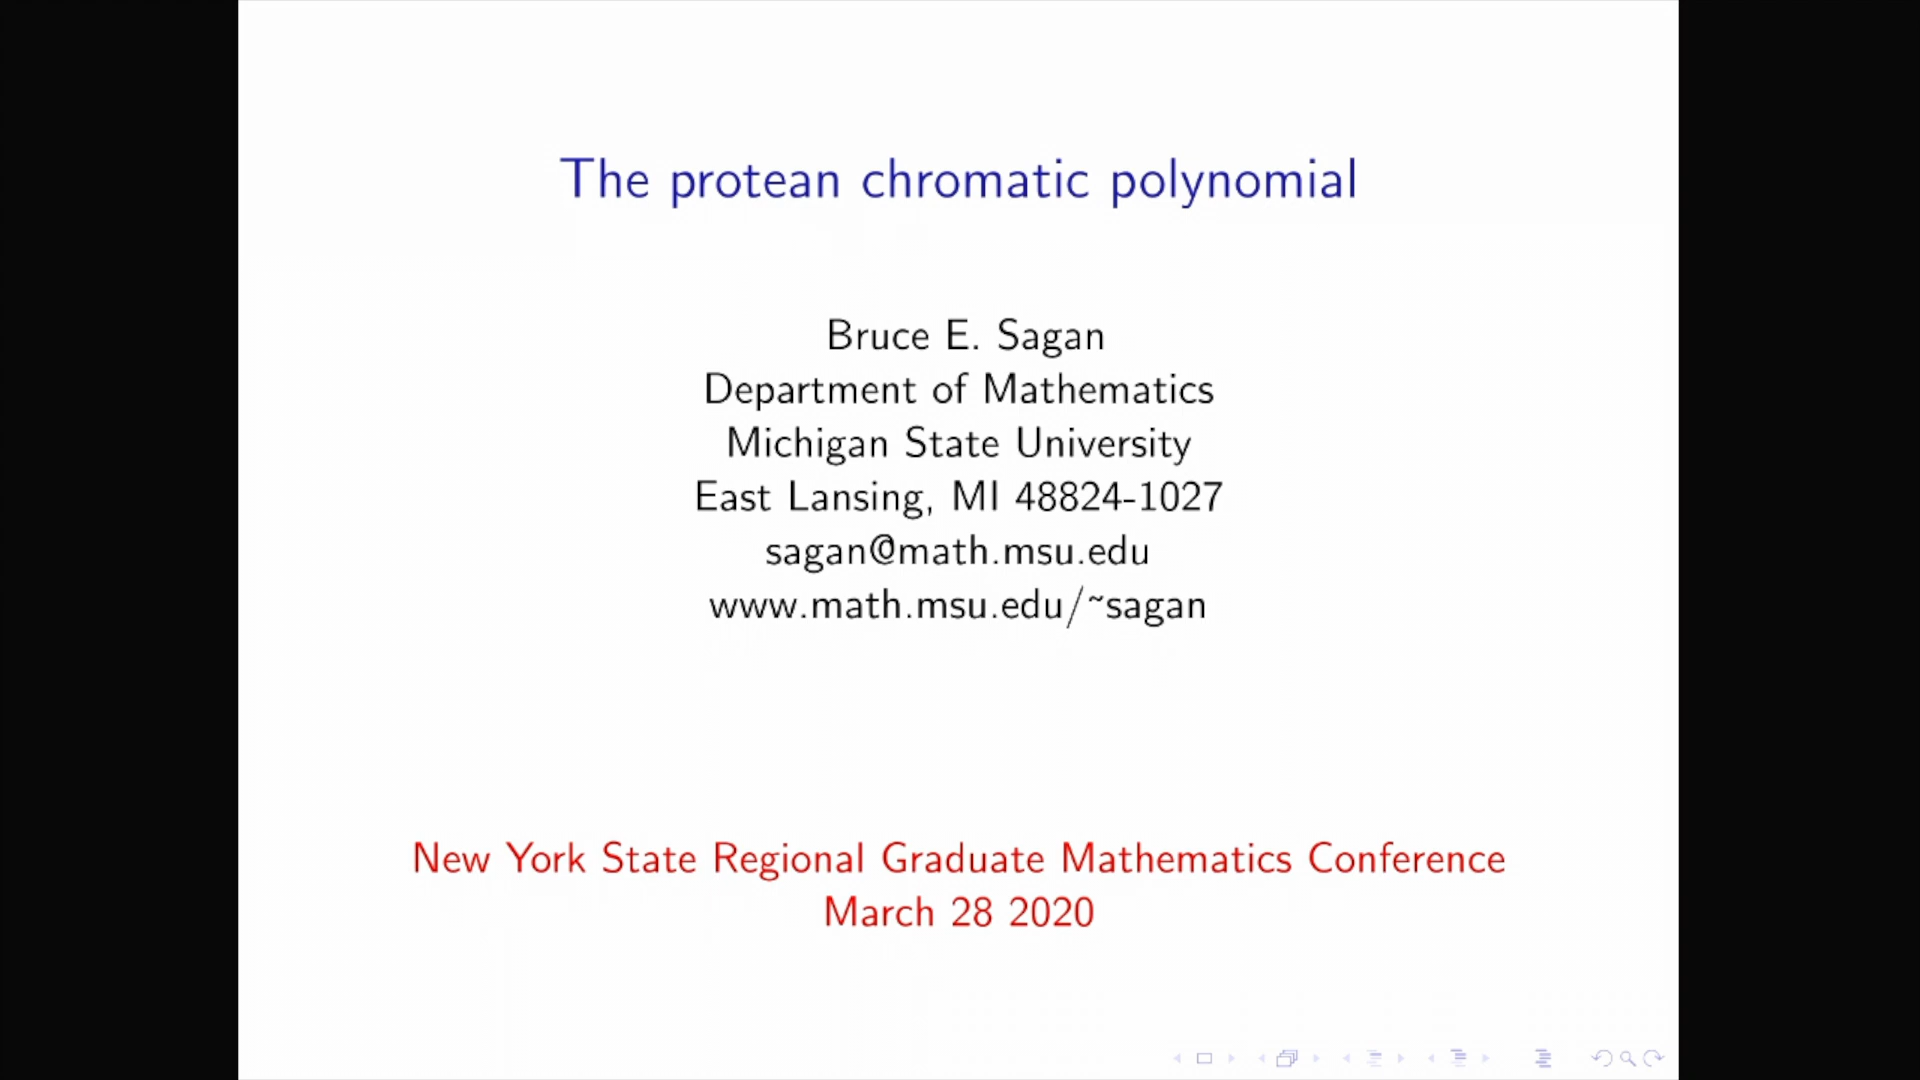 The protean chromatic polynomial
Bruce E. Sagan
Department of Mathematics
Michigan State University
East Lansing, MI 48824-1027
sagan@math.msu.edu
www.math.msu.edu/~sagan
New York State Regional Graduate Mathematics Conference
March 28 2020